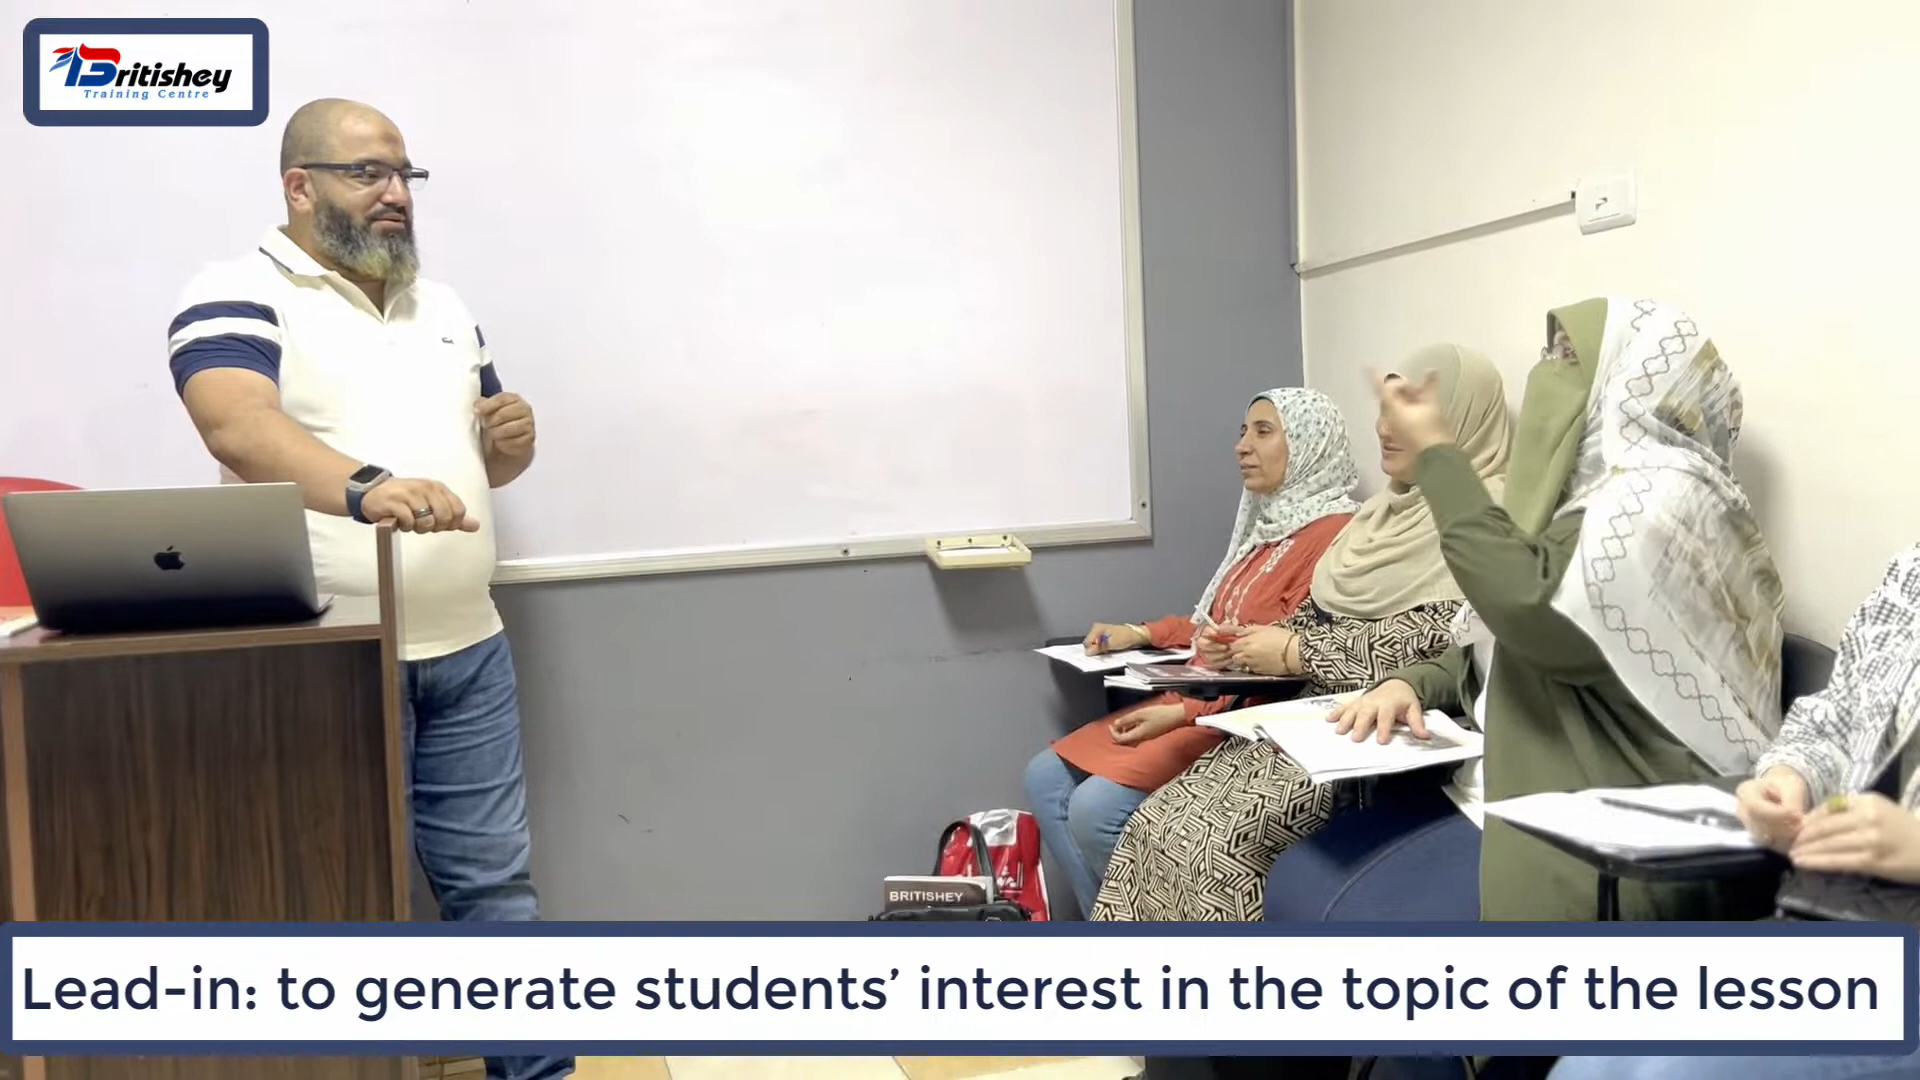 Britishey
Training Centre
BRITISHEY
Lead-in: to generate students’ interest in the topic of the lesson